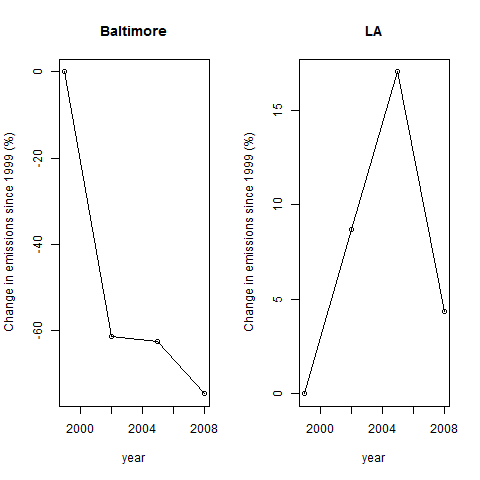 Baltimore
Change in emissions since 1999 (%)
0
-20
-40
-60
2000
2004
2008
year
LA
Change in emissions since 1999 (%)
15
10
5
0
2000
2004
2008
year